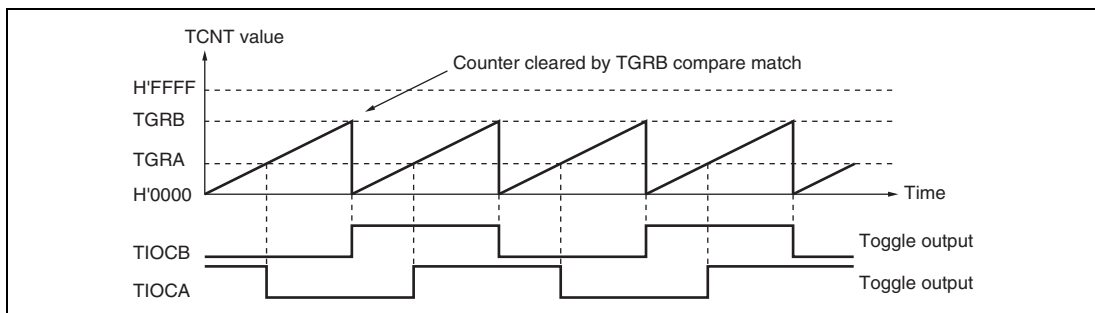 TCNT value
Counter cleared by TGRB compare match
H'FFFF
TGRB
TGRA
H'0000
Time
TIOCB
Toggle output
TIOCA
Toggle output